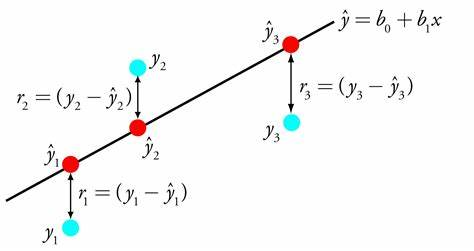 ŷ₃
ŷ = b₀ + b₁x
y₂
r₂ = (y₂ − ŷ₂)
r₃ = (y₃ − ŷ₃)
ŷ₁
ŷ₂
y₃
r₁ = (y₁ − ŷ₁)
y₁